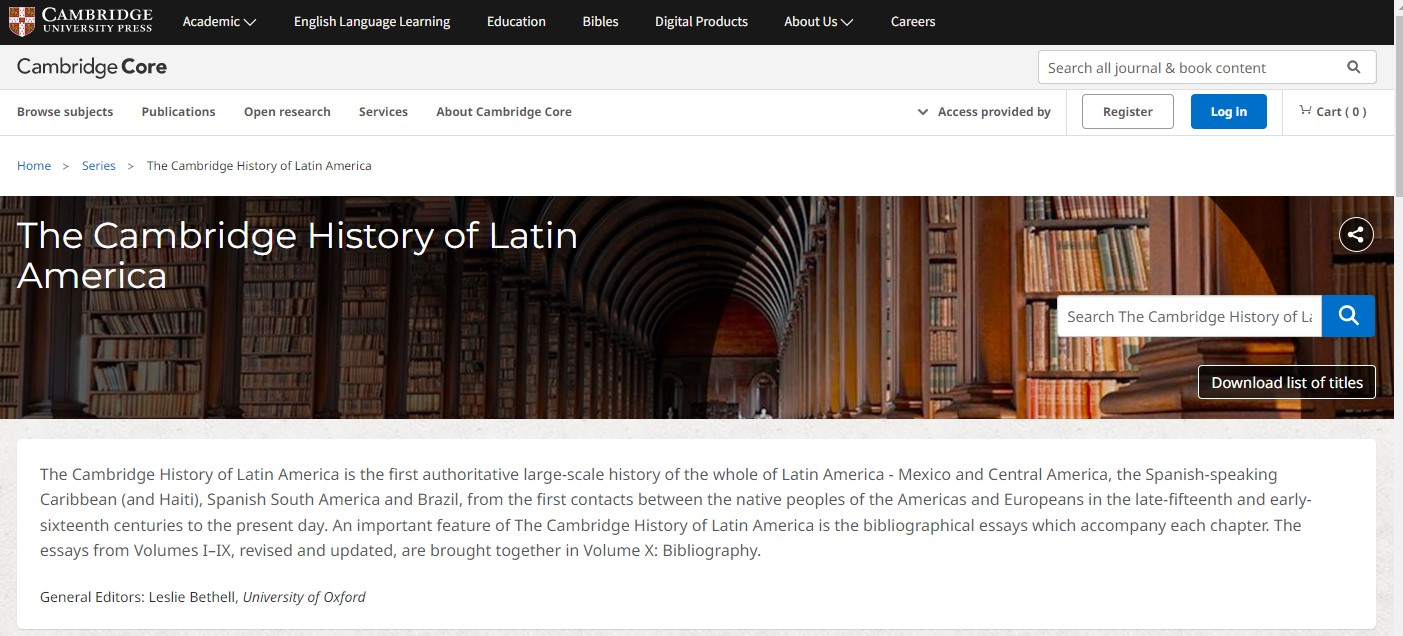 CAMBRIDGE
UNIVERSITY PRESS
Academic
English Language Learning
Education
Bibles
Digital Products
About Us
Careers
Cambridge Core
Search all journal & book content
Browse subjects
Publications
Open research
Services
About Cambridge Core
Access provided by
Register
Log in
Cart ( 0 )
Home > Series > The Cambridge History of Latin America
The Cambridge History of Latin
America
Search The Cambridge History of La
Download list of titles
The Cambridge History of Latin America is the first authoritative large-scale history of the whole of Latin America - Mexico and Central America, the Spanish-speaking
Caribbean (and Haiti), Spanish South America and Brazil, from the first contacts between the native peoples of the Americas and Europeans in the late-fifteenth and early-
sixteenth centuries to the present day. An important feature of The Cambridge History of Latin America is the bibliographical essays which accompany each chapter. The
essays from Volumes I–IX, revised and updated, are brought together in Volume X: Bibliography.
General Editors: Leslie Bethell, University of Oxford